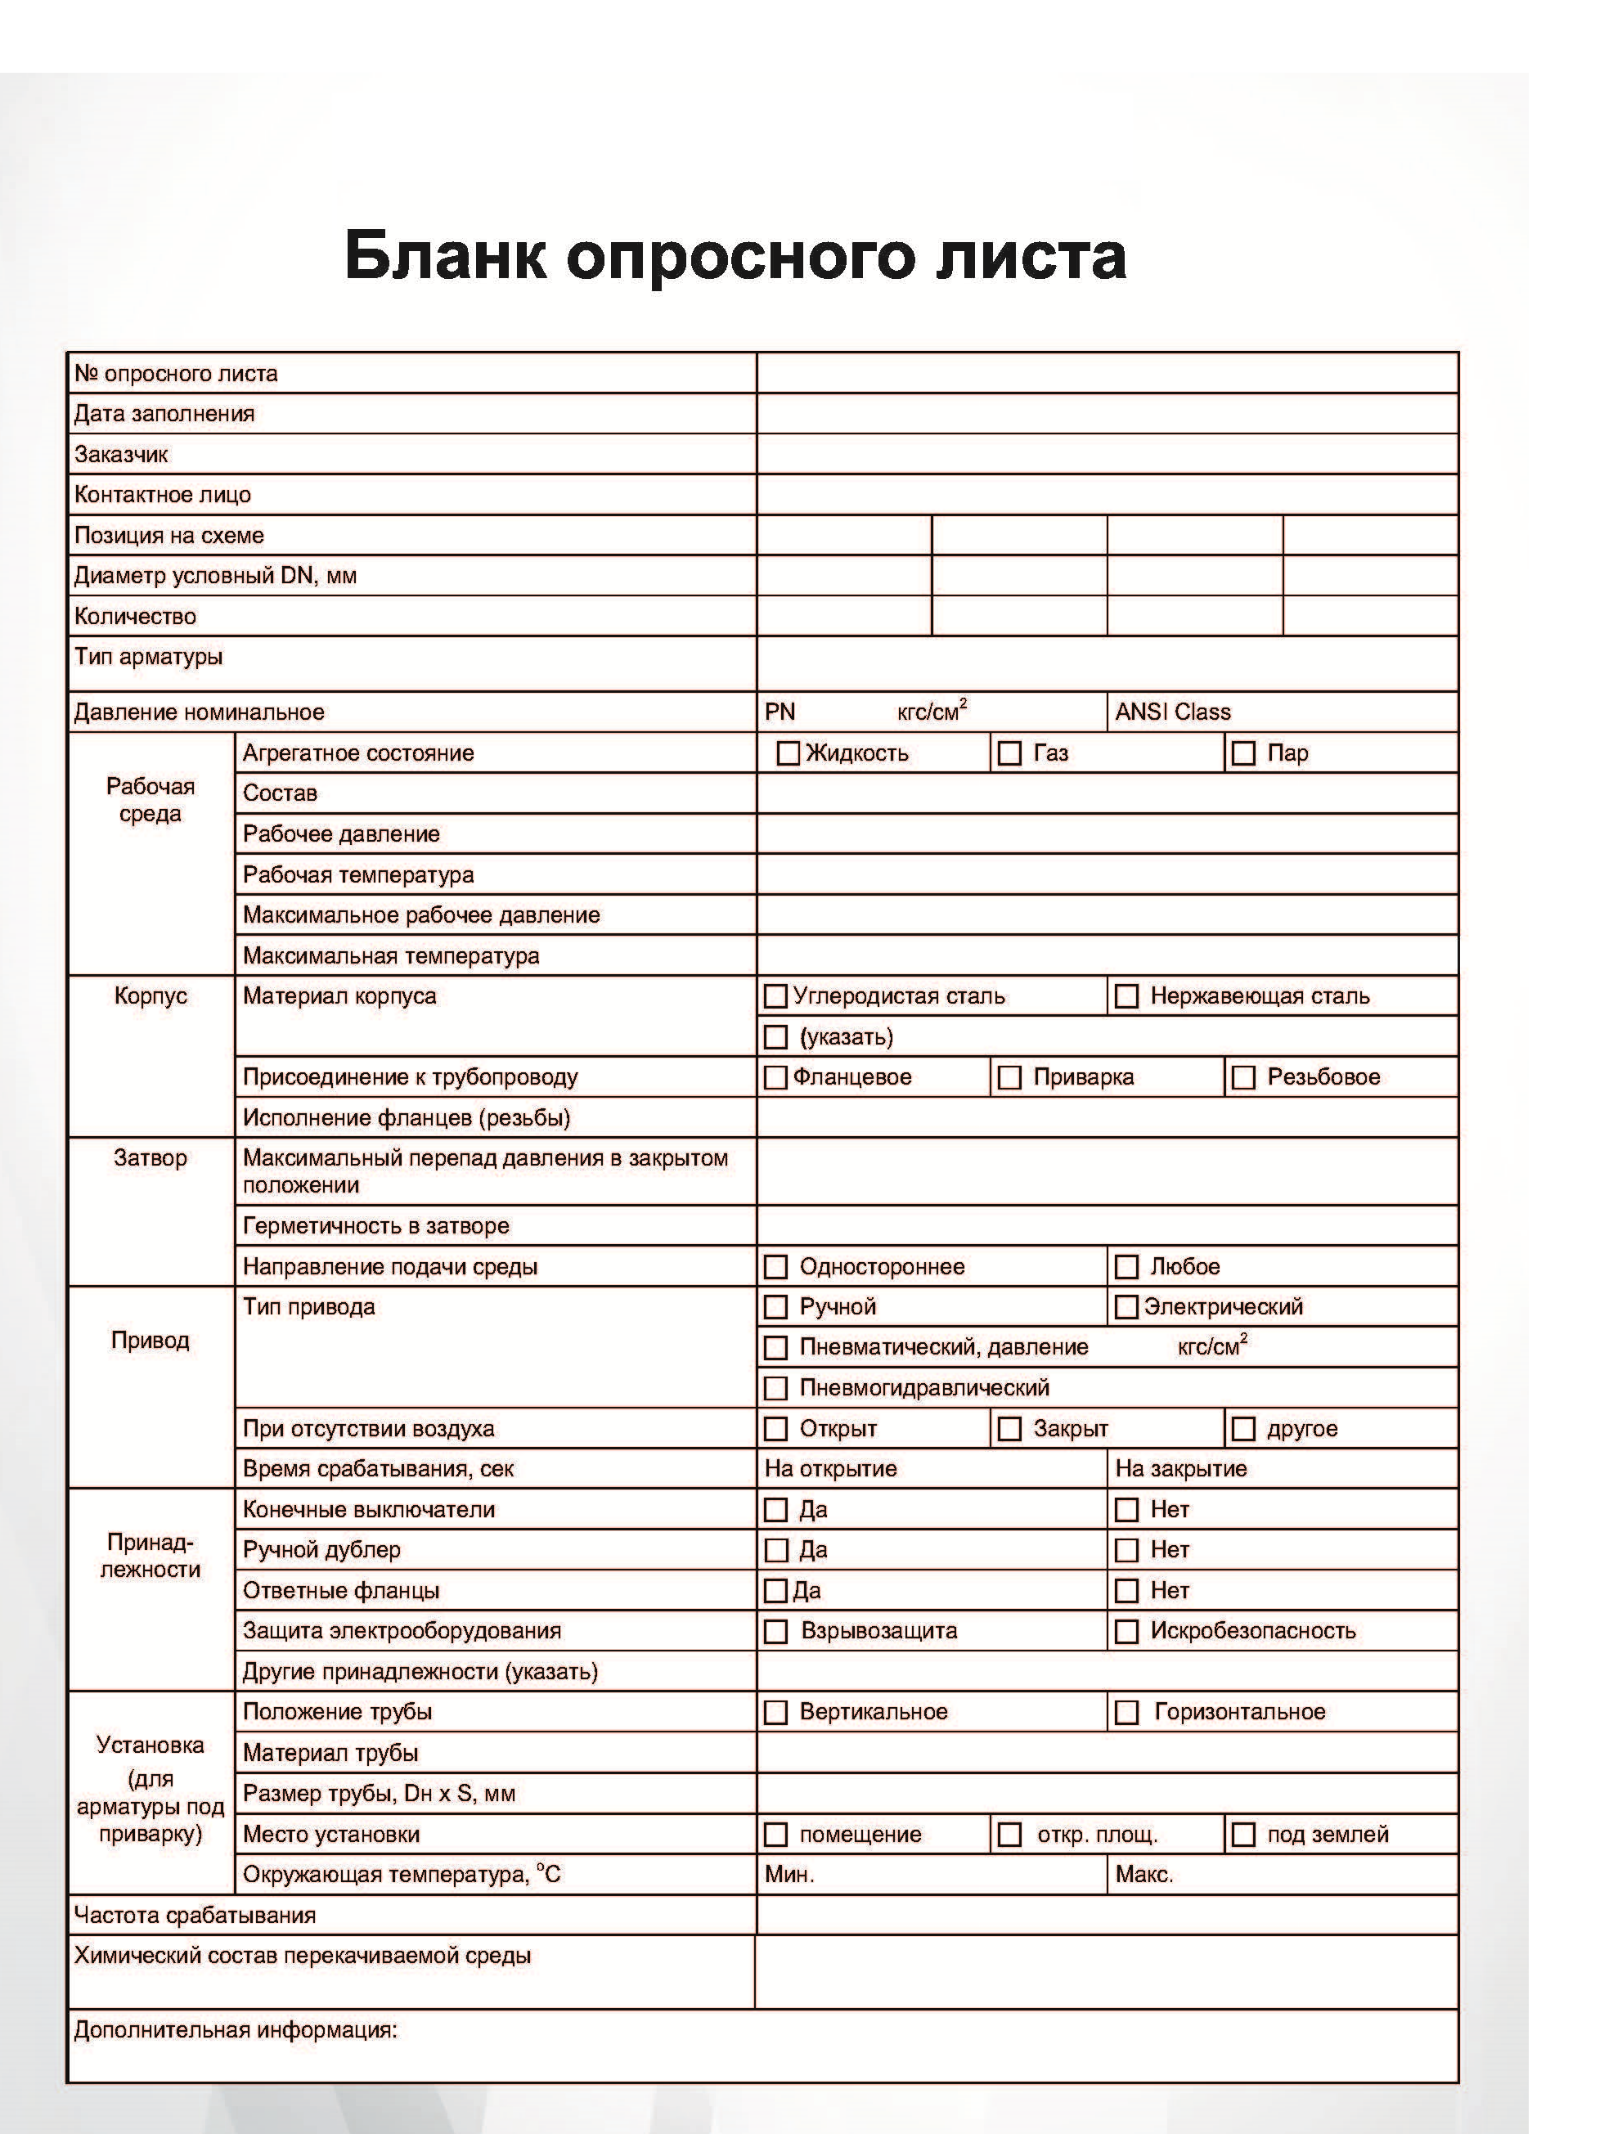 Бланк опросного листа
№ опросного листа
Дата заполнения
Заказчик
Контактное лицо
Позиция на схеме
Диаметр условный DN, мм
Количество
Тип арматуры
Давление номинальное PN кгс/см² ANSI Class
Рабочая
среда
Агрегатное состояние Жидкость Газ Пар
Состав
Рабочее давление
Рабочая температура
Максимальное рабочее давление
Максимальная температура
Корпус Материал корпуса Углеродистая сталь Нержавеющая сталь
(указать)
Присоединение к трубопроводу Фланцевое Приварка Резьбовое
Исполнение фланцев (резьбы)
Затвор Максимальный перепад давления в закрытом
положении
Герметичность в затворе
Направление подачи среды Одностороннее Любое
Привод
Тип привода Ручной Электрический
Пневматический, давление кгс/см²
Пневмогидравлический
При отсутствии воздуха Открыт Закрыт другое
Время срабатывания, сек На открытие На закрытие
Принад-
лежности
Конечные выключатели Да Нет
Ручной дублер Да Нет
Ответные фланцы Да Нет
Защита электрооборудования Взрывозащита Искробезопасность
Другие принадлежности (указать)
Установка
(для
арматуры под
приварку)
Положение трубы Вертикальное Горизонтальное
Материал трубы
Размер трубы, Dн x S, мм
Место установки помещение откр. площ. под землей
Окружающая температура, °С Мин. Макс.
Частота срабатывания
Химический состав перекачиваемой среды
Дополнительная информация: